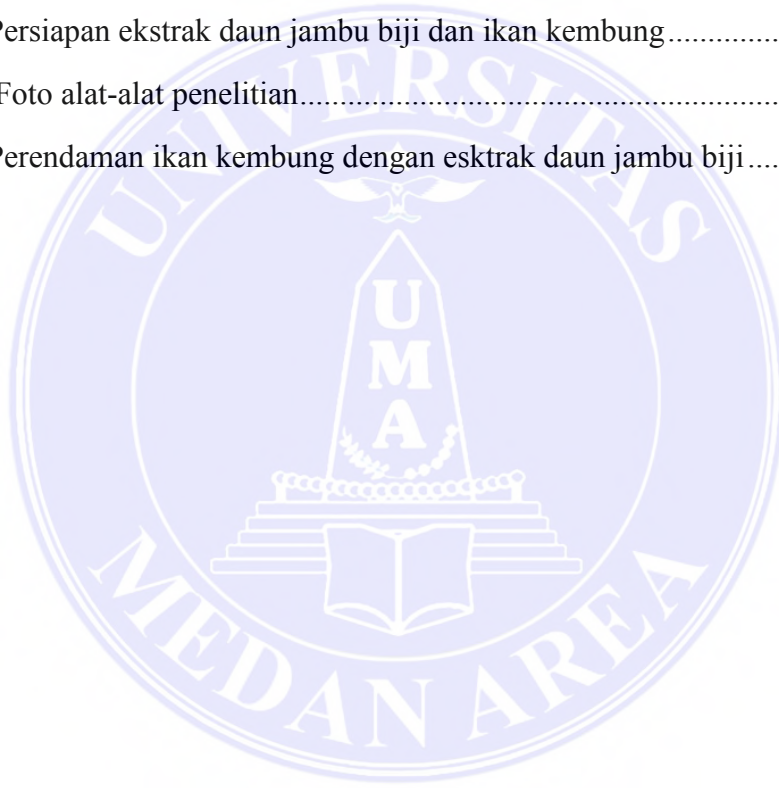 Persiapan ekstrak daun jambu biji dan ikan kembung...............
Foto alat-alat penelitian.............................................................
Perendaman ikan kembung dengan esktrak daun jambu biji....
UNIVERSITAS
U
M
A
MEDAN AREA